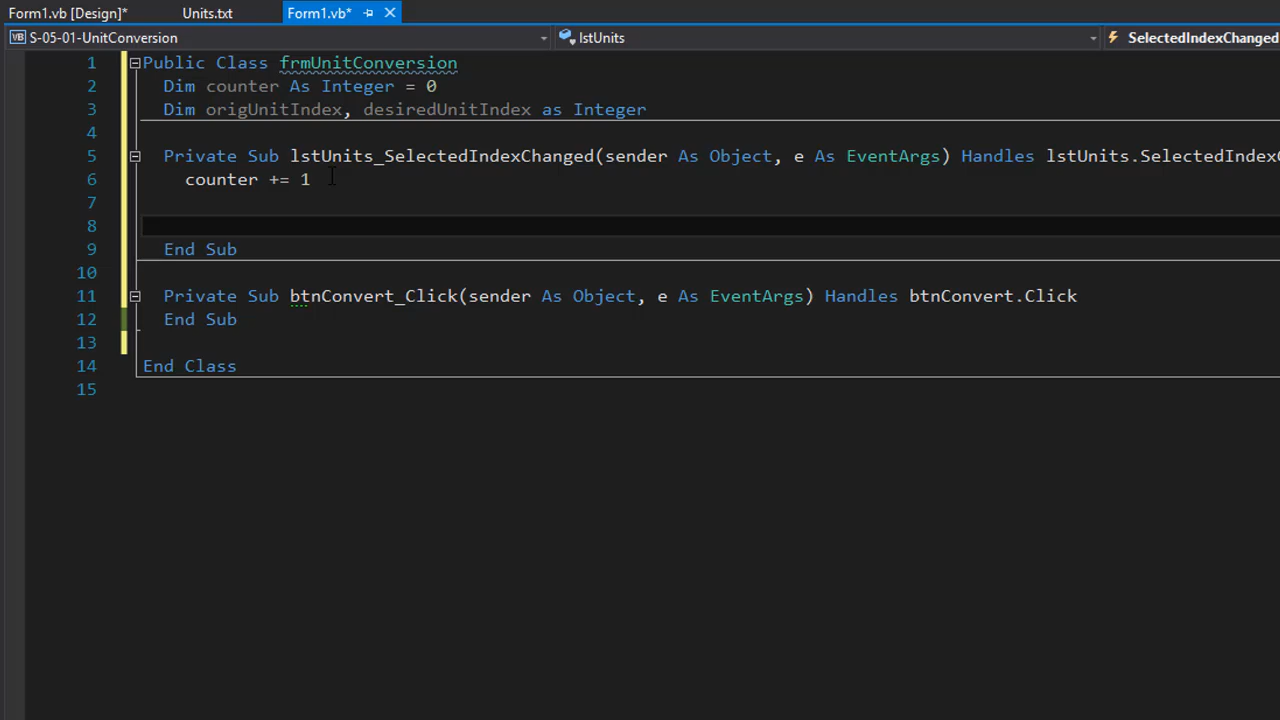 Form1.vb [Design]* Units.txt Form1.vb*
VB S-05-01-UnitConversion lstUnits SelectedIndexChanged
1 Public Class frmUnitConversion
2 Dim counter As Integer = 0
3 Dim origUnitIndex, desiredUnitIndex as Integer
4
5 Private Sub lstUnits_SelectedIndexChanged(sender As Object, e As EventArgs) Handles lstUnits.SelectedIndexC
6 counter += 1
7
8
9 End Sub
10
11 Private Sub btnConvert_Click(sender As Object, e As EventArgs) Handles btnConvert.Click
12 End Sub
13
14 End Class
15